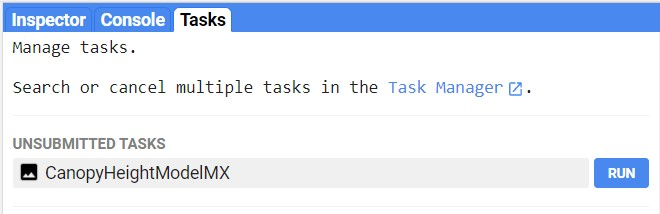 Inspector Console Tasks
Manage tasks.
Search or cancel multiple tasks in the Task Manager.
UNSUBMITTED TASKS
CanopyHeightModelMX RUN